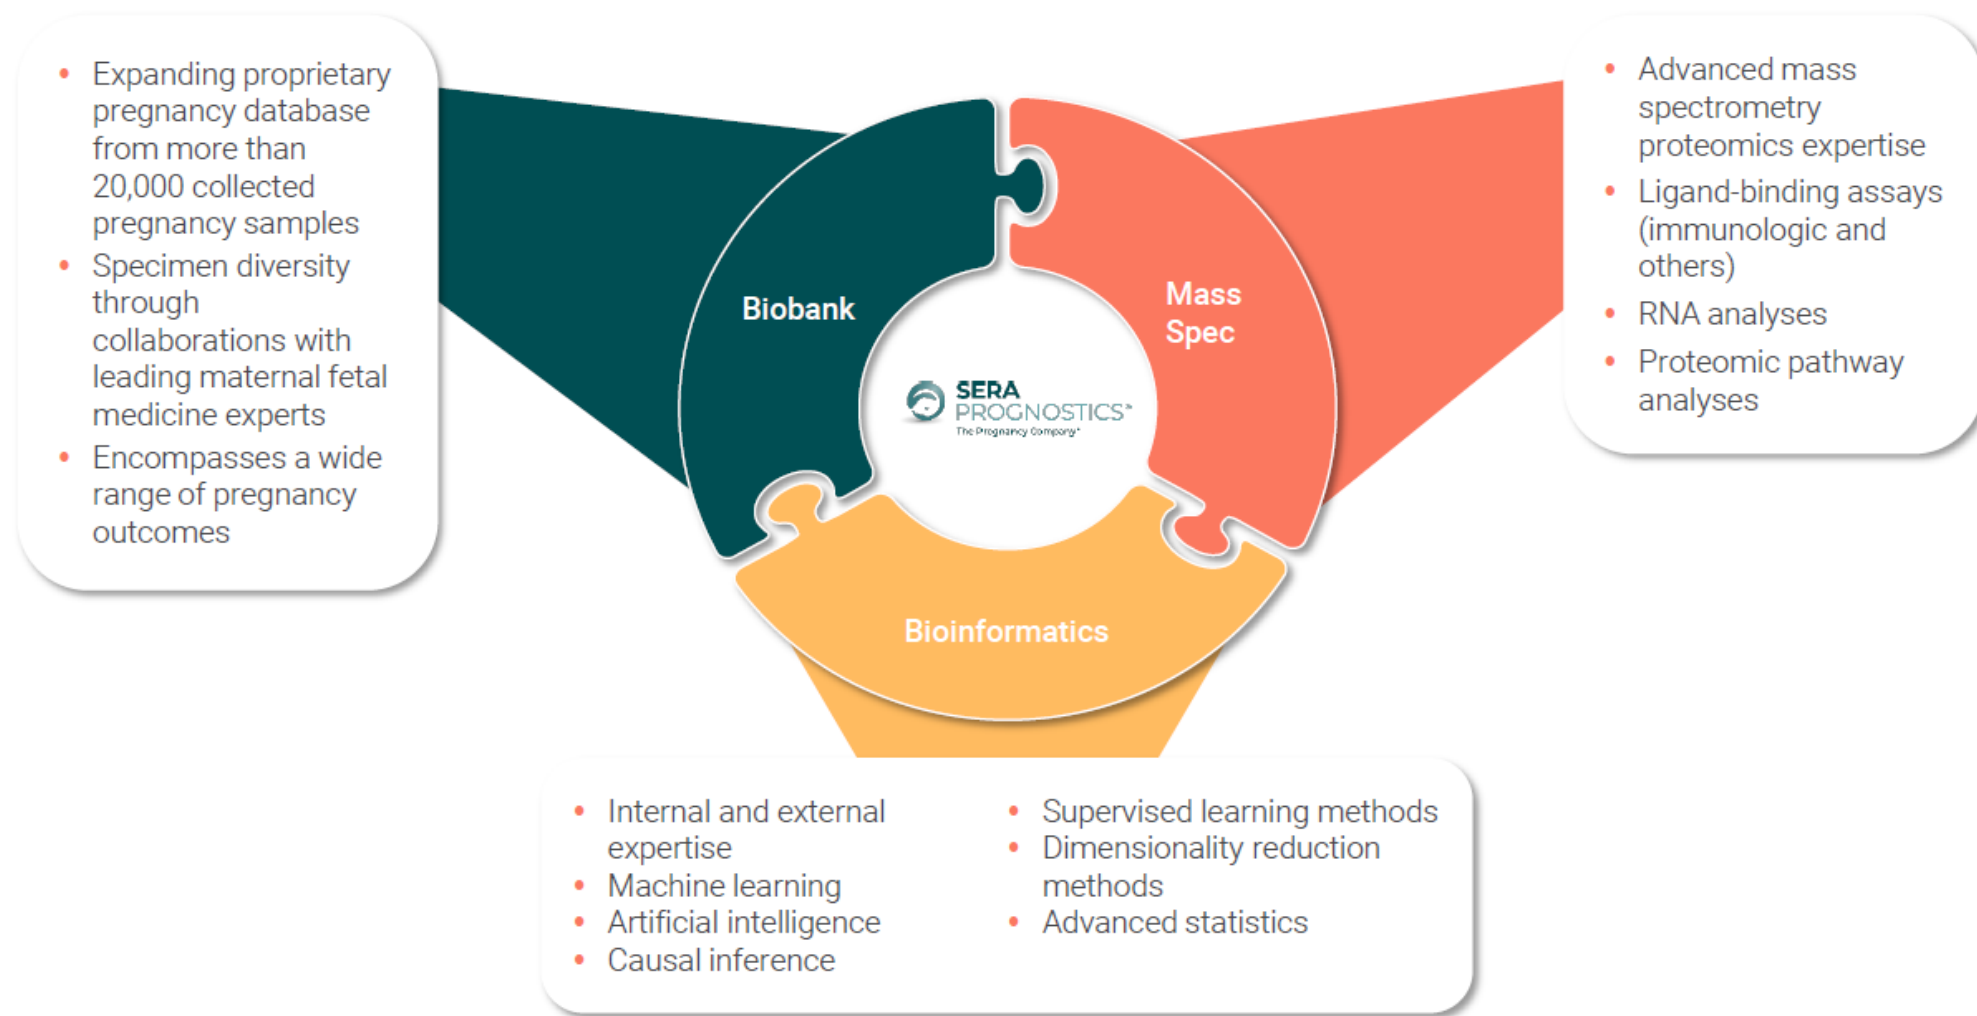 • Expanding proprietary
pregnancy database
from more than
20,000 collected
pregnancy samples
• Specimen diversity
through
collaborations with
leading maternal fetal
medicine experts
• Encompasses a wide
range of pregnancy
outcomes
Biobank
Mass
Spec
SERA
PROGNOSTICS™
The Pregnancy Company®
Bioinformatics
• Advanced mass
spectrometry
proteomics expertise
• Ligand-binding assays
(immunologic and
others)
• RNA analyses
• Proteomic pathway
analyses
• Internal and external
expertise
• Machine learning
• Artificial intelligence
• Causal inference
• Supervised learning methods
• Dimensionality reduction
methods
• Advanced statistics